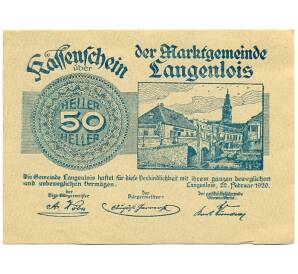 Kassenschein
über
der Marktgemeinde
Langenlois
HELLER
50
HELLER
Die Gemeinde Langenlois haftet für diese Verbindlichkeit mit ihrem ganzen beweglichen
und unbeweglichen Vermögen.
Langenlois, 22. Februar 1920.
Der Bürgermeister: